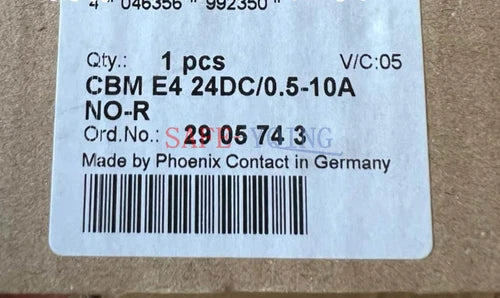 4 " 046356 " 992350 "
Qty.: 1 pcs V/C:05
CBM E4 24DC/0.5-10A
NO-R
Ord.No.: 29 05 74 3
Made by Phoenix Contact in Germany